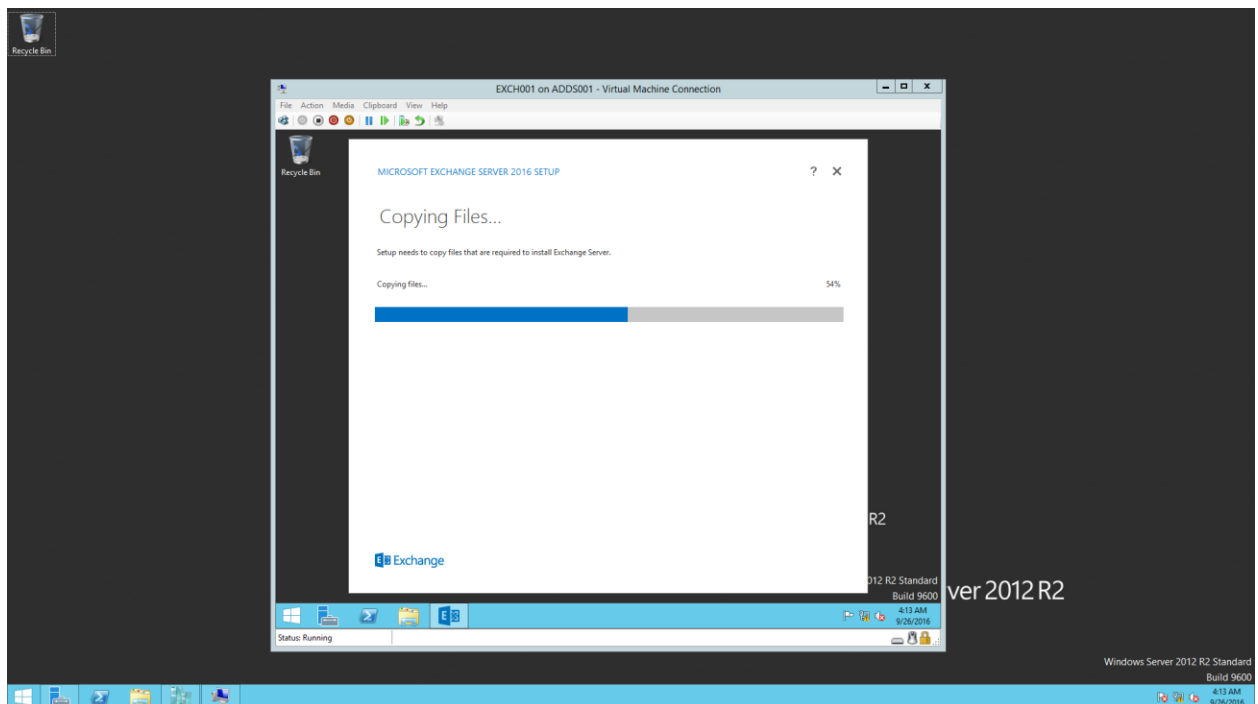 Recycle Bin
EXCH001 on ADDS001 - Virtual Machine Connection
File Action Media Clipboard View Help
Recycle Bin
MICROSOFT EXCHANGE SERVER 2016 SETUP
? X
Copying Files...
Setup needs to copy files that are required to install Exchange Server.
Copying files... 54%
R2
Exchange
012 R2 Standard
Build 9600
ver 2012 R2
4:13 AM
9/26/2016
Status: Running
Windows Server 2012 R2 Standard
Build 9600
4:13 AM
9/26/2016